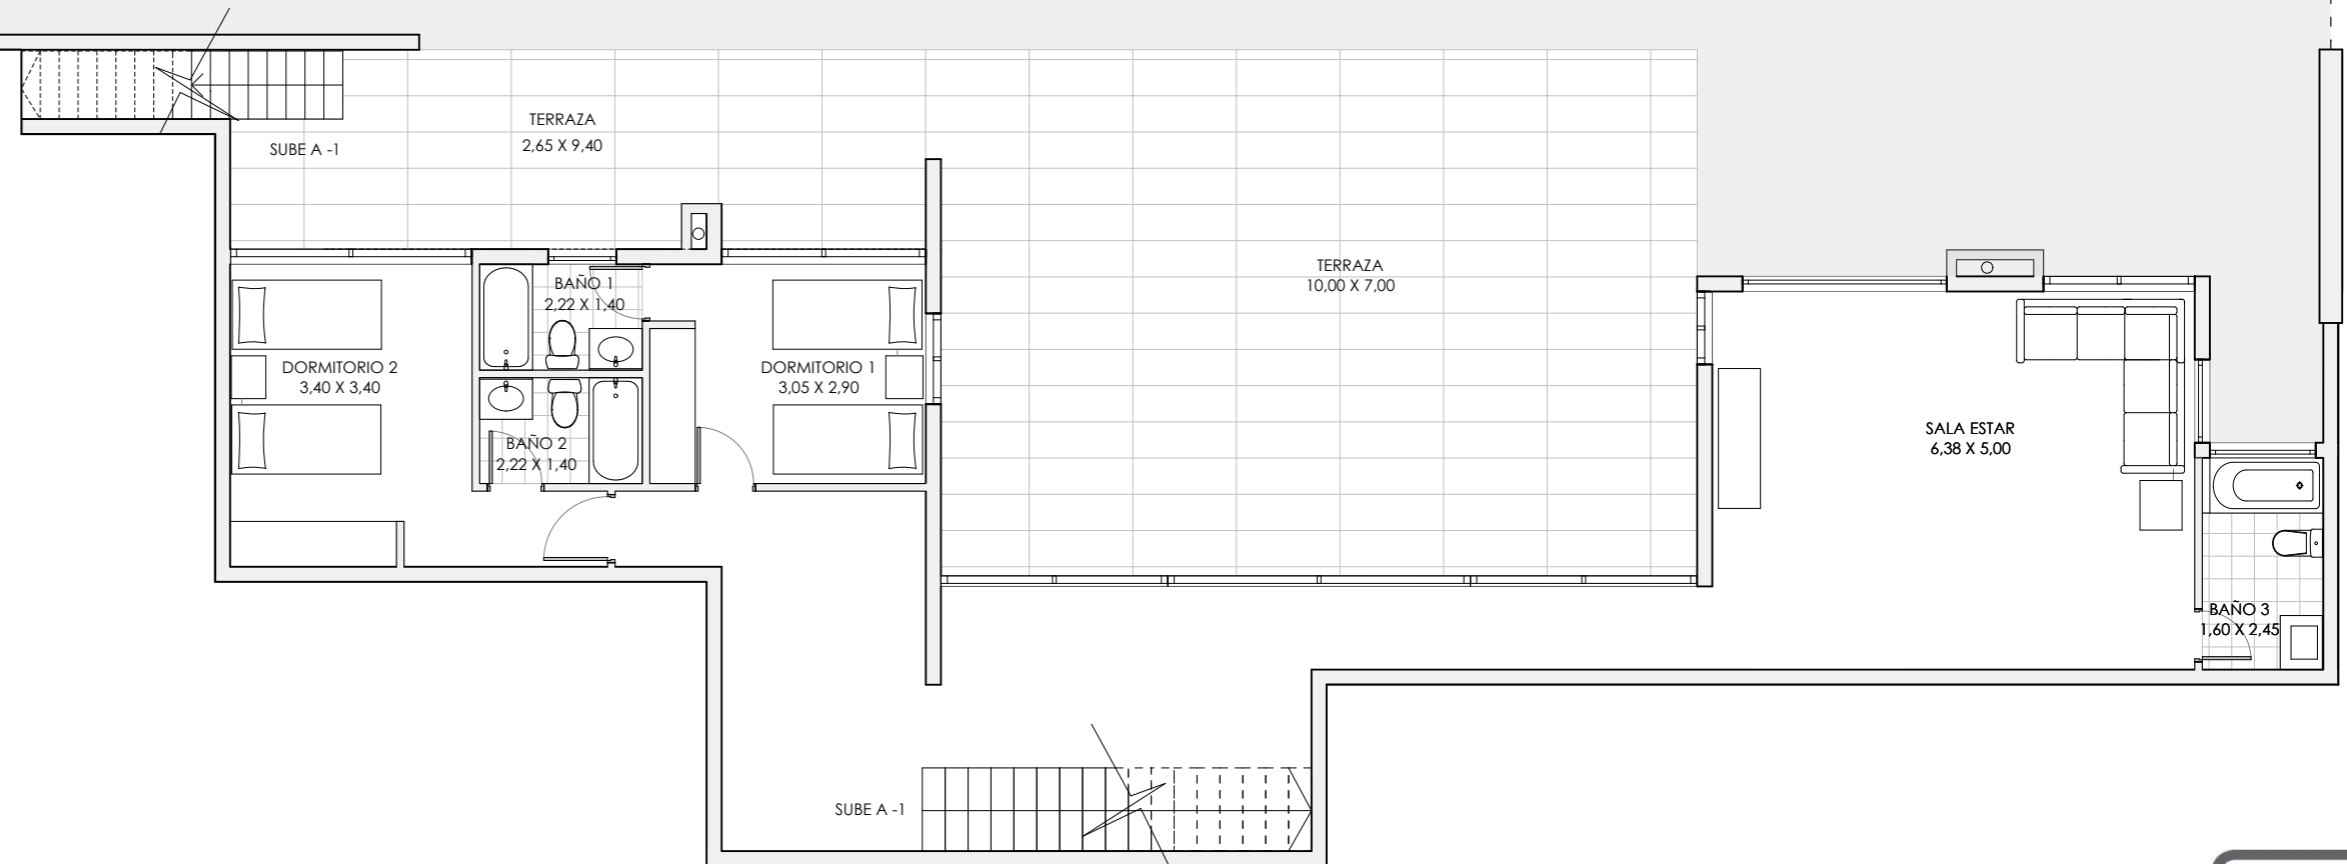 TERRAZA
2,65 X 9,40
SUBE A -1
TERRAZA
10,00 X 7,00
BAÑO 1
2,22 X 1,40
DORMITORIO 2
3,40 X 3,40
DORMITORIO 1
3,05 X 2,90
BAÑO 2
2,22 X 1,40
SALA ESTAR
6,38 X 5,00
BAÑO 3
1,60 X 2,45
SUBE A -1